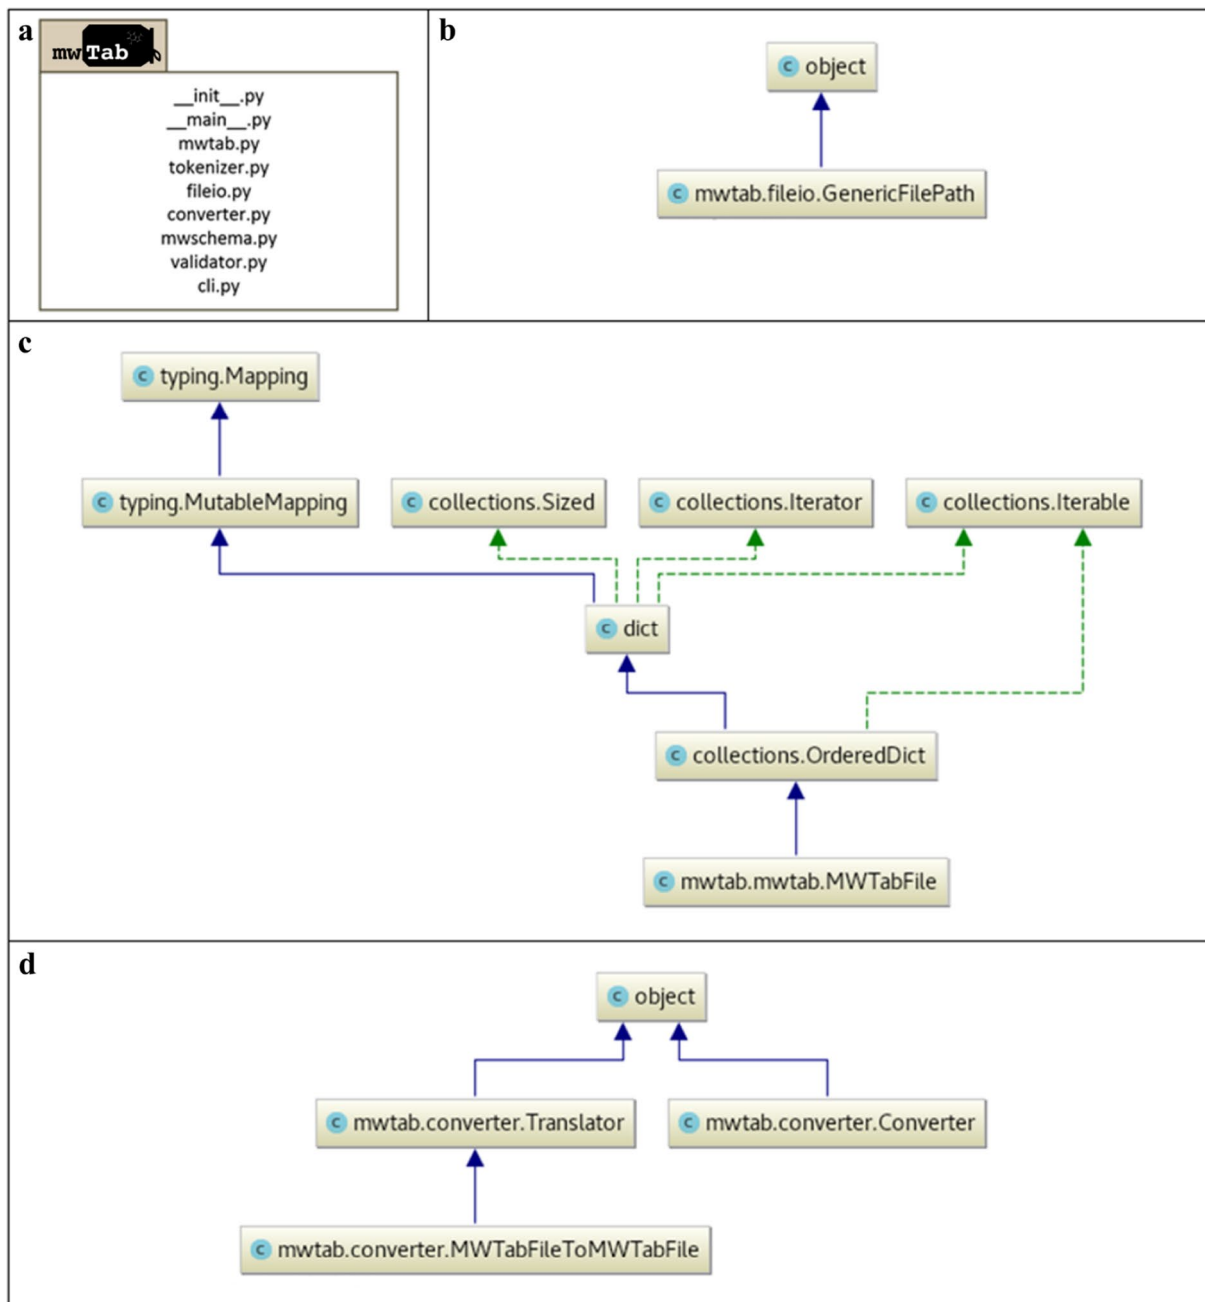 a
mwTab
__init__.py
__main__.py
mwtab.py
tokenizer.py
fileio.py
converter.py
mwschema.py
validator.py
cli.py
b
C object
C mwtab.fileio.GenericFilePath
c
C typing.Mapping
C typing.MutableMapping
C collections.Sized
C collections.Iterator
C collections.Iterable
C dict
C collections.OrderedDict
C mwtab.mwtab.MWTabFile
d
C object
C mwtab.converter.Translator
C mwtab.converter.Converter
C mwtab.converter.MWTabFileToMWTabFile